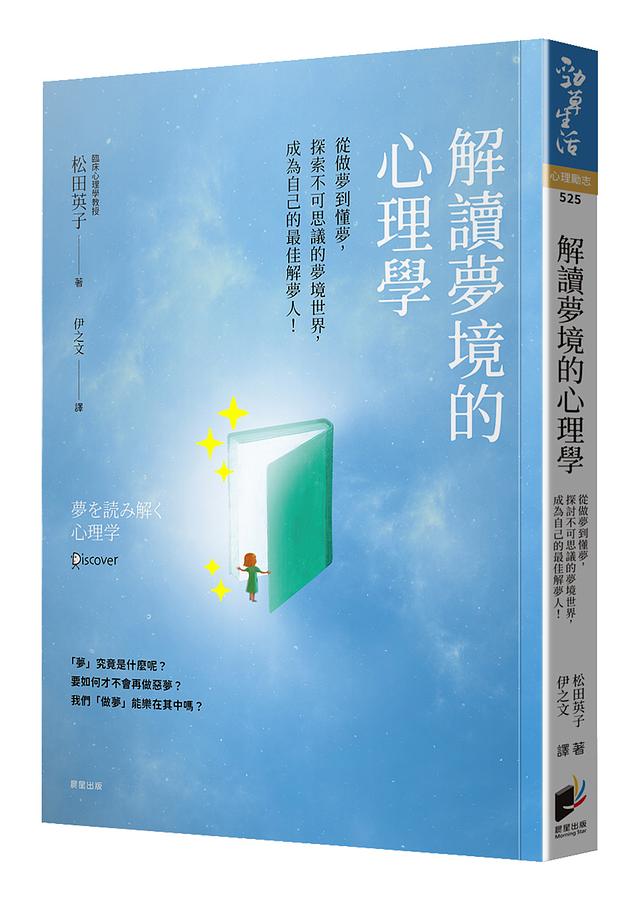 解讀夢境的
心理學
從做夢到懂夢，
探索不可思議的夢境世界，
成為自己的最佳解夢人！
臨床心理學教授
松田英子——著
伊之文——譯
夢を読み解く
心理学
Discover
「夢」究竟是什麼呢？
要如何才不會再做惡夢？
我們「做夢」能樂在其中嗎？
晨星出版
勁草生活
心理勵志
525
解讀夢境的心理學
從做夢到懂夢，
探討不可思議的夢境世界，
成為自己的最佳解夢人！
松田英子 著
伊之文 譯
晨星出版
Morning Star